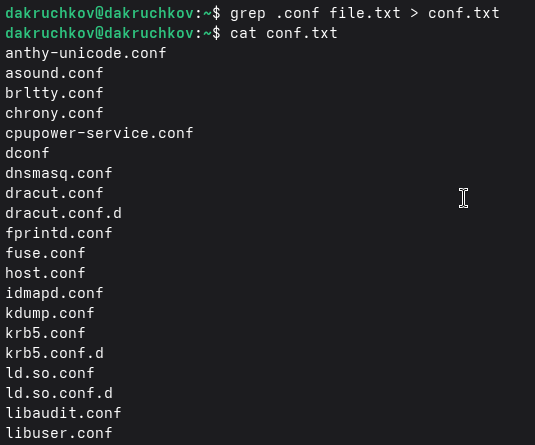 dakruchkov@dakruchkov:~$ grep .conf file.txt > conf.txt
dakruchkov@dakruchkov:~$ cat conf.txt
anthy-unicode.conf
asound.conf
brltty.conf
chrony.conf
cpupower-service.conf
dconf
dnsmasq.conf
dracut.conf
dracut.conf.d
fprintd.conf
fuse.conf
host.conf
idmapd.conf
kdump.conf
krb5.conf
krb5.conf.d
ld.so.conf
ld.so.conf.d
libaudit.conf
libuser.conf